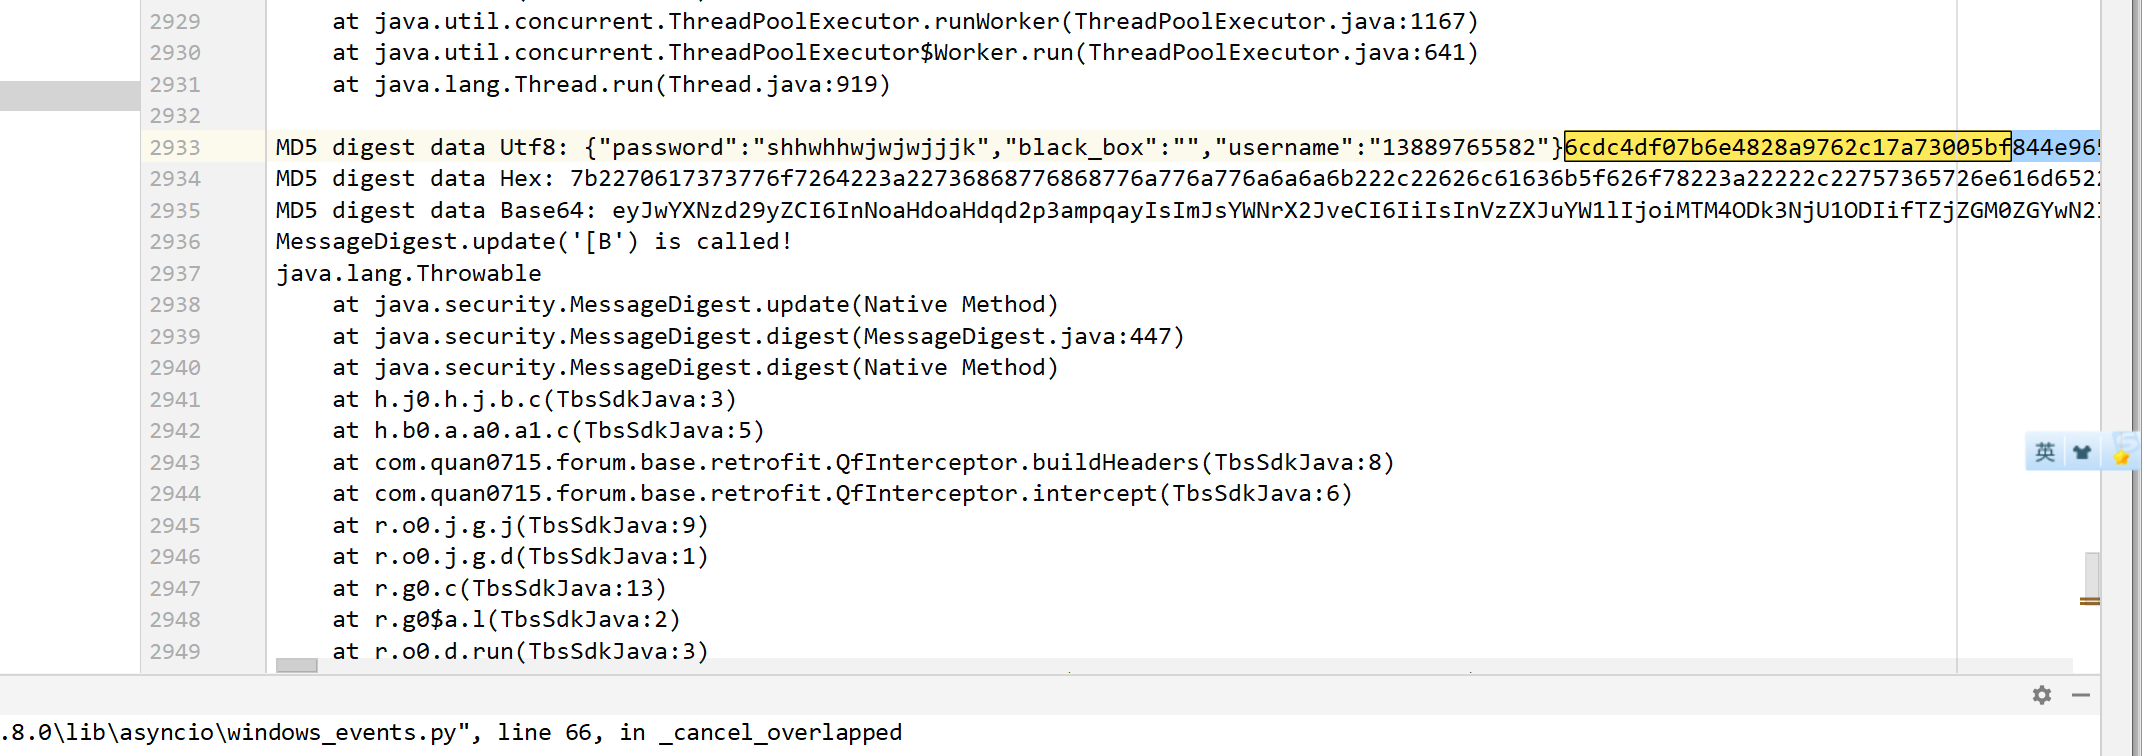 2929 at java.util.concurrent.ThreadPoolExecutor.runWorker(ThreadPoolExecutor.java:1167)
2930 at java.util.concurrent.ThreadPoolExecutor$Worker.run(ThreadPoolExecutor.java:641)
2931 at java.lang.Thread.run(Thread.java:919)
2932
2933 MD5 digest data Utf8: {"password":"shhwhhwjwjwjjjk","black_box":"","username":"13889765582"}6cdc4df07b6e4828a9762c17a73005bf844e965
2934 MD5 digest data Hex: 7b2270617373776f7264223a22736868776868776a776a776a6a6a6b222c22626c61636b5f626f78223a22222c22757365726e616d6522
2935 MD5 digest data Base64: eyJwYXNzd29yZCI6InNoaHdoaHdqd2p3ampqayIsImJsYWNrX2JveCI6IiIsInVzZXJuYW1lIjoiMTM4ODk3NjU1ODIifTZjZGM0ZGYwN2I
2936 MessageDigest.update('[B') is called!
2937 java.lang.Throwable
2938 at java.security.MessageDigest.update(Native Method)
2939 at java.security.MessageDigest.digest(MessageDigest.java:447)
2940 at java.security.MessageDigest.digest(Native Method)
2941 at h.j0.h.j.b.c(TbsSdkJava:3)
2942 at h.b0.a.a0.a1.c(TbsSdkJava:5)
2943 at com.quan0715.forum.base.retrofit.QfInterceptor.buildHeaders(TbsSdkJava:8)
2944 at com.quan0715.forum.base.retrofit.QfInterceptor.intercept(TbsSdkJava:6)
2945 at r.o0.j.g.j(TbsSdkJava:9)
2946 at r.o0.j.g.d(TbsSdkJava:1)
2947 at r.g0.c(TbsSdkJava:13)
2948 at r.g0$a.l(TbsSdkJava:2)
2949 at r.o0.d.run(TbsSdkJava:3)
英
.8.0\lib\asyncio\windows_events.py", line 66, in _cancel_overlapped